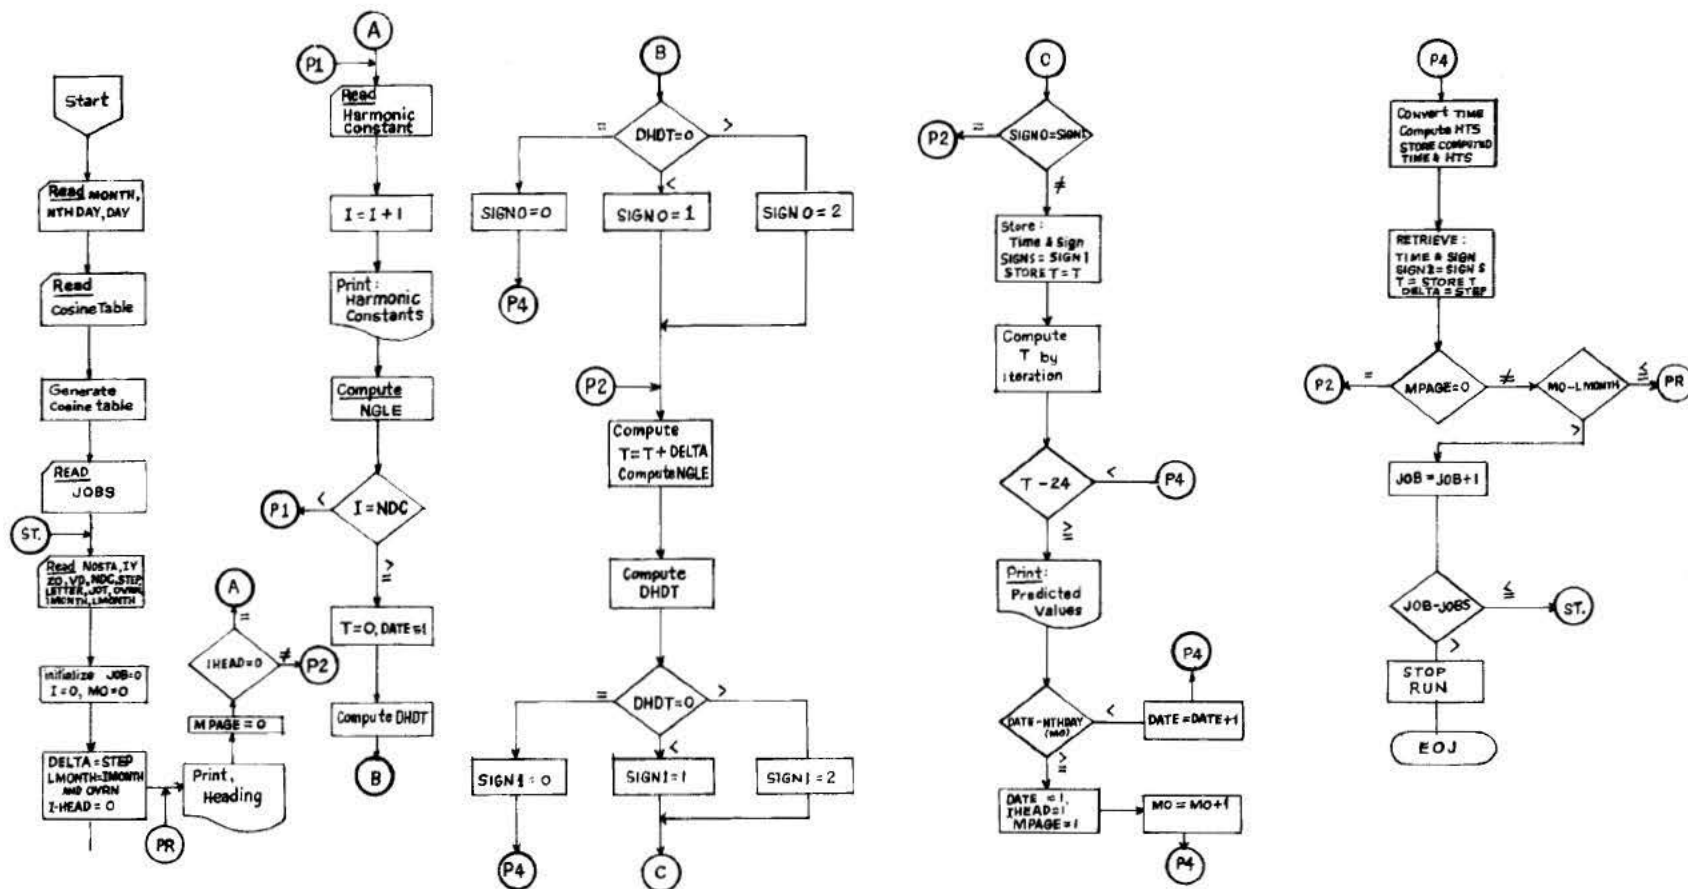 Start
Read MONTH,
NTH DAY, DAY
Read
Cosine Table
Generate
Cosine table
READ
JOBS
ST.
Read NOSTA, IY
ZO, VD, NDC, STEP
LETTER, JOT, OVRN,
IMONTH, LMONTH
initialize JOB=0
I=0, MO=0
DELTA=STEP
LMONTH=IMONTH
AND OVRN
I-HEAD=0
PR
Print,
Heading
MPAGE=0
IHEAD=0
=
A
≠
P2
A
P1
Read
Harmonic
Constant
I=I+1
Print:
Harmonic
Constants
Compute
NGLE
I=NDC
<
P1
≧
T=0, DATE=1
Compute DHDT
B
B
DHDT=0
=
<
>
SIGNO=0
SIGNO=1
SIGNO=2
P4
P2
Compute
T=T+DELTA
Compute NGLE
Compute
DHDT
DHDT=0
=
<
>
SIGN1=0
SIGN1=1
SIGN1=2
P4
C
C
SIGNO=SIGN1
=
P2
≠
Store:
Time & Sign
SIGNS=SIGN1
STORE T=T
Compute
T by
iteration
T-24
<
P4
≧
Print:
Predicted
Values
DATE-NTHDAY
(MO)
<
DATE=DATE+1
P4
≧
DATE=1,
IHEAD=1
MPAGE=1
MO=MO+1
P4
P4
Convert TIME
Compute HTS
STORE COMPUTED
TIME & HTS
RETRIEVE:
TIME & SIGN
SIGN2=SIGNS
T=STORE T
DELTA=STEP
MPAGE=0
=
P2
≠
MO-LMONTH
≦
PR
>
JOB=JOB+1
JOB-JOBS
≦
ST.
>
STOP
RUN
EOJ